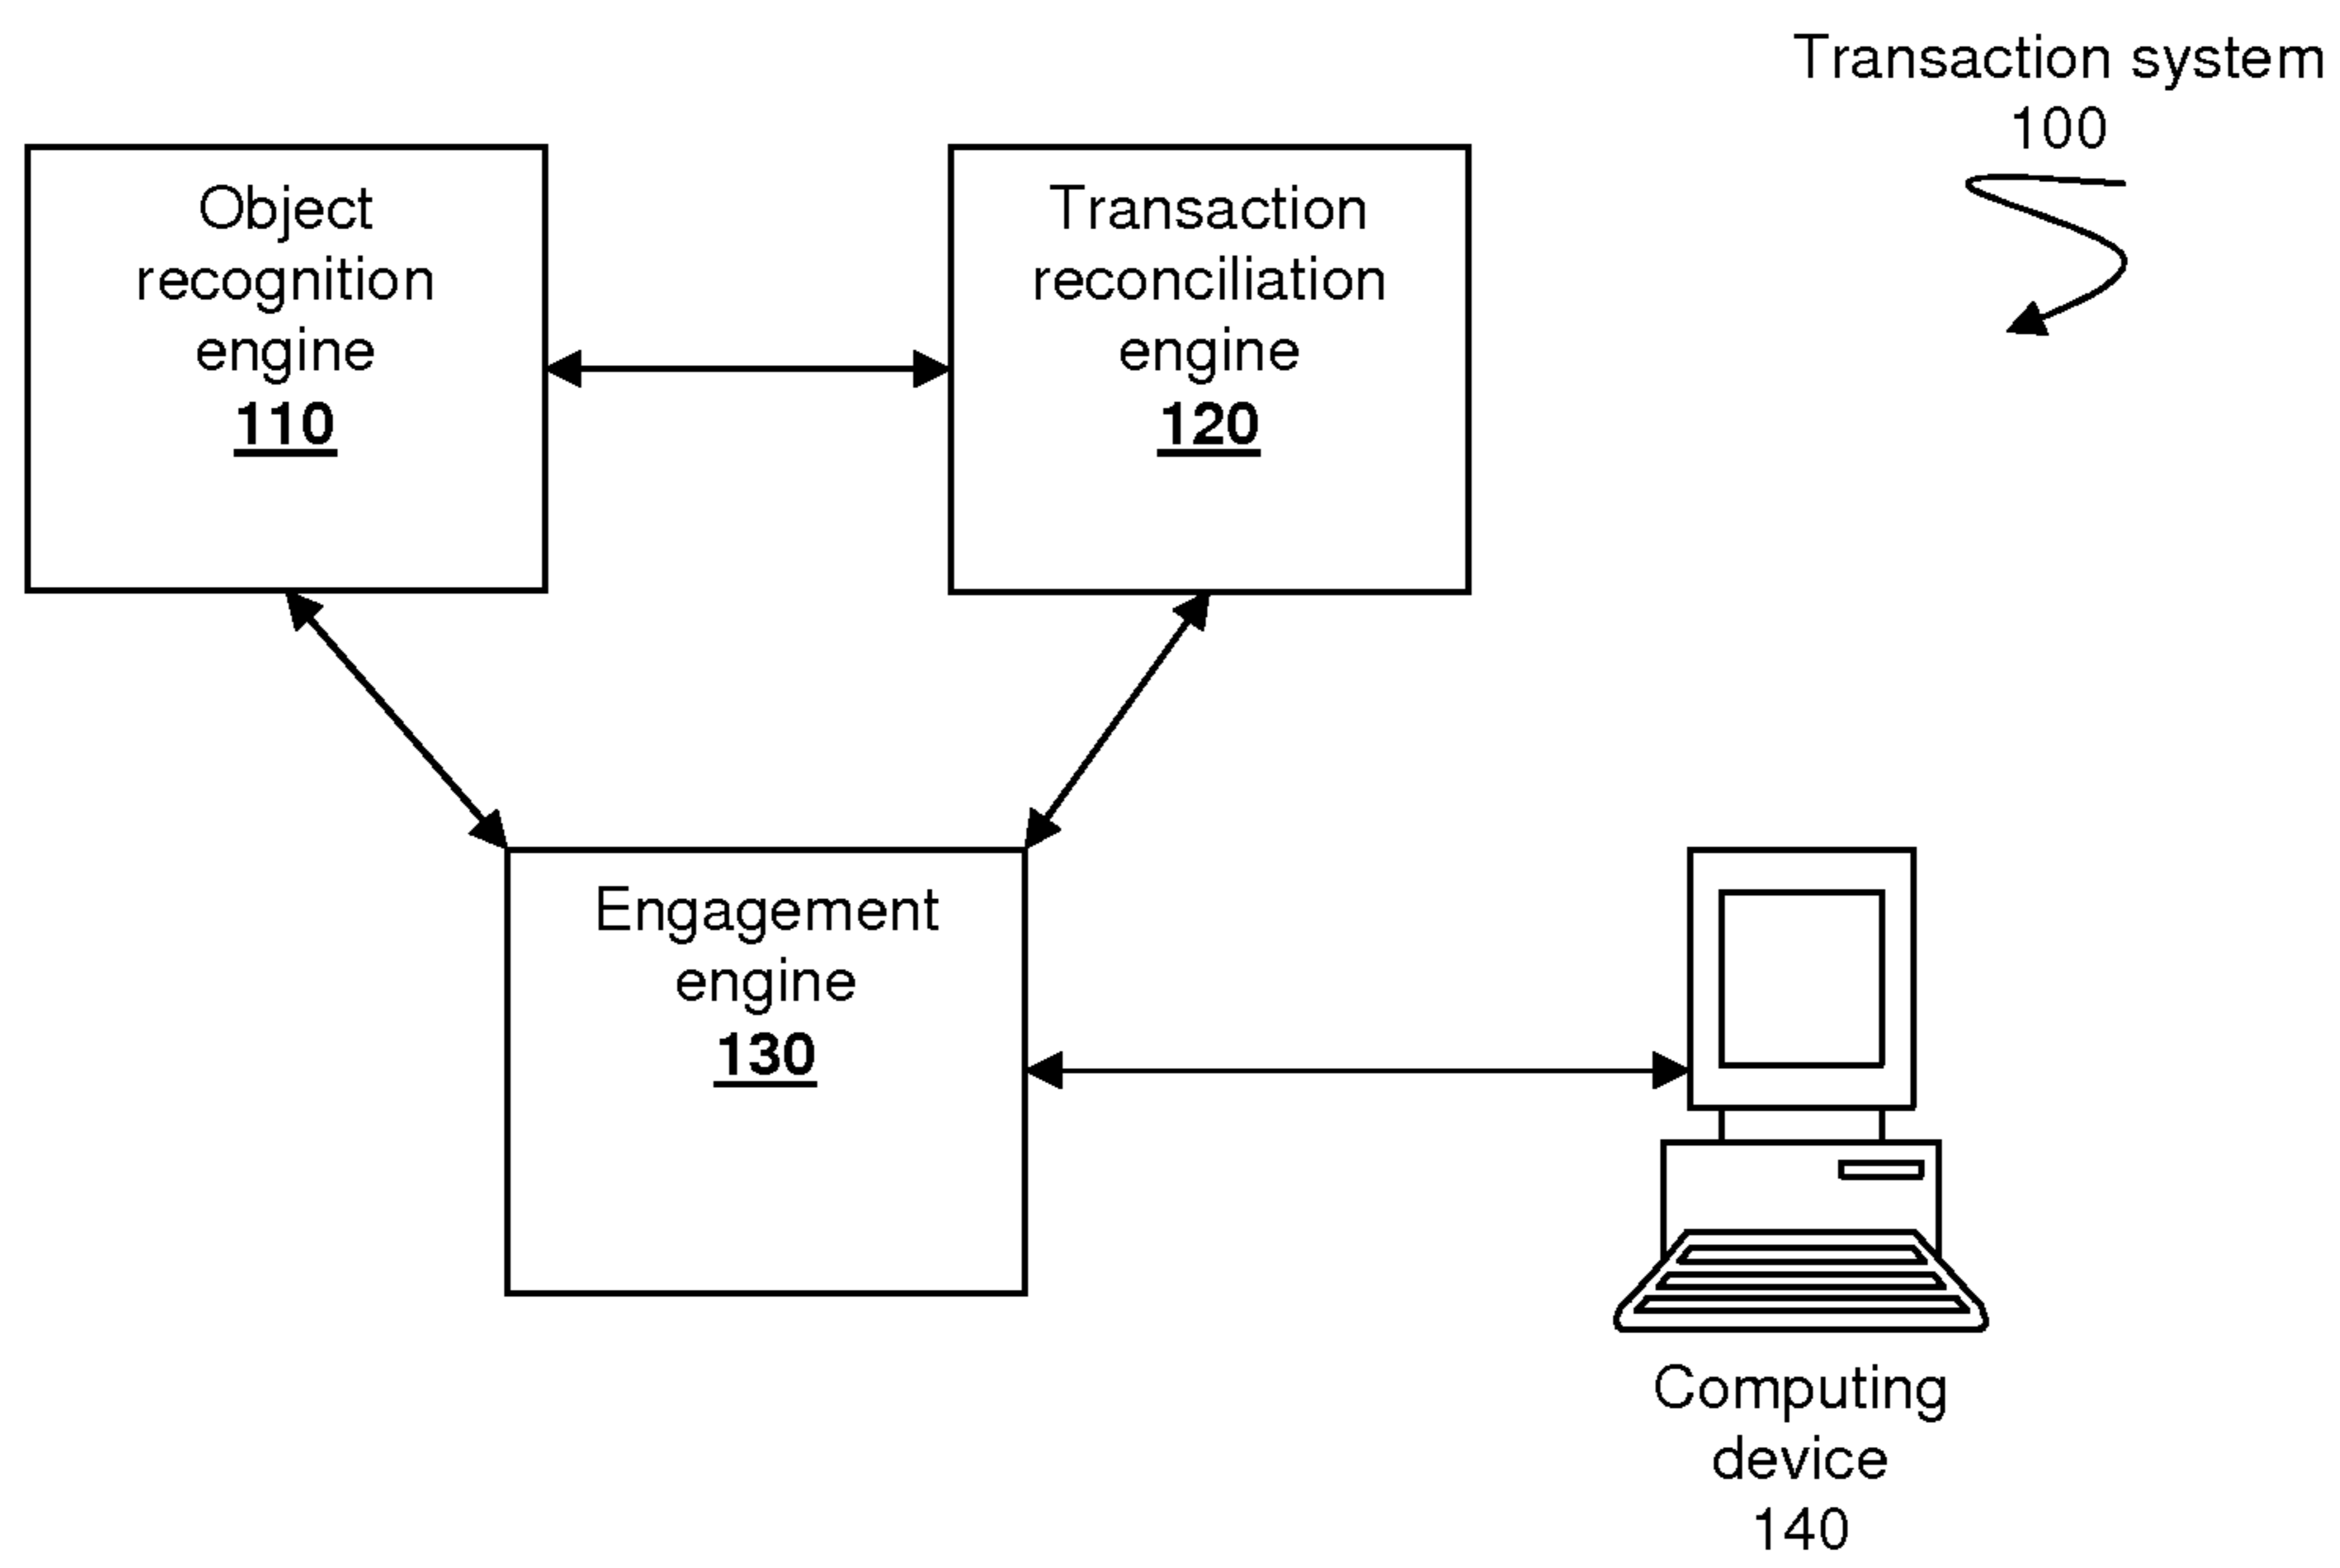 Transaction system
100
Object
recognition
engine
110
Transaction
reconciliation
engine
120
Engagement
engine
130
Computing
device
140